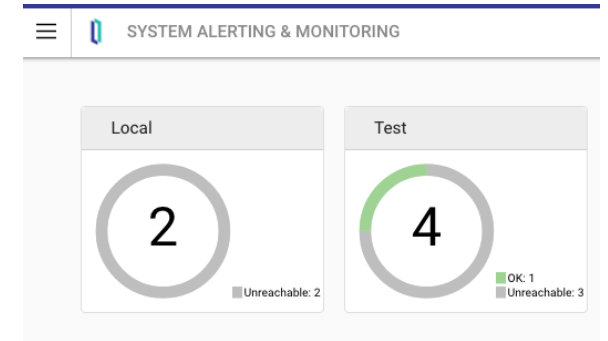 SYSTEM ALERTING & MONITORING
Local
2
Unreachable: 2
Test
4
OK: 1
Unreachable: 3